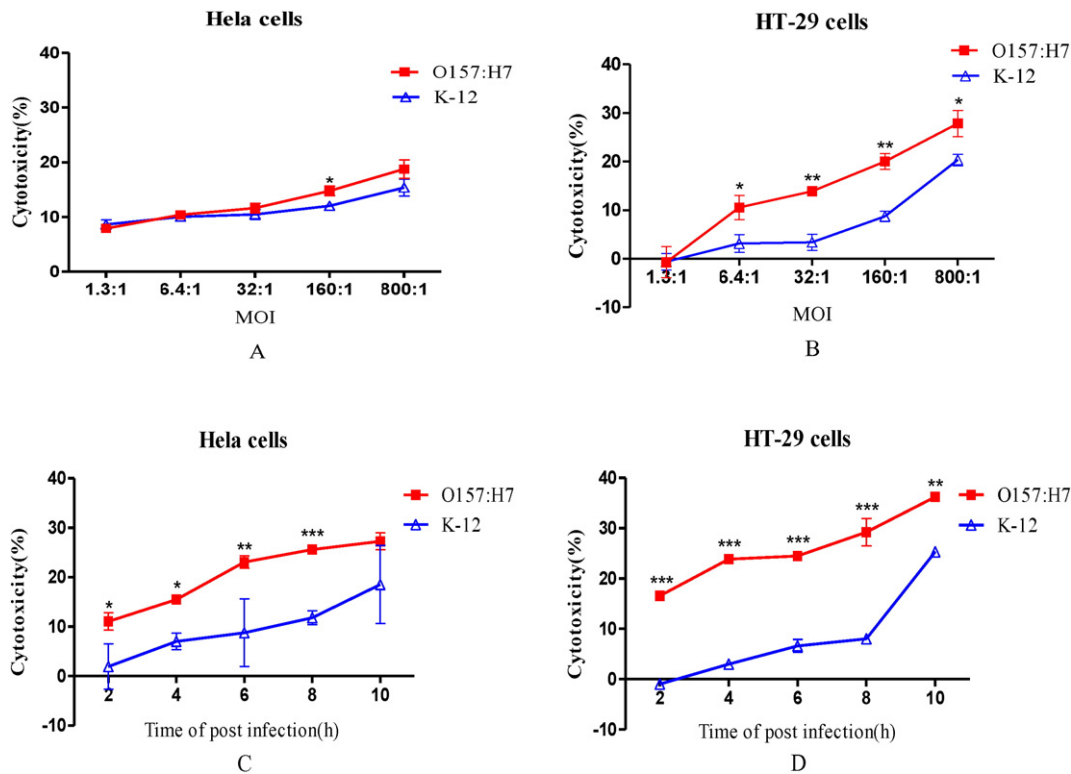 Hela cells
40
30
20
10
0
Cytotoxicity(%)
O157:H7
K-12
*
1.3:1 6.4:1 32:1 160:1 800:1
MOI
A
HT-29 cells
40
30
20
10
0
-10
Cytotoxicity(%)
O157:H7
K-12
* ** ** *
1.3:1 6.4:1 32:1 160:1 800:1
MOI
B
Hela cells
40
30
20
10
0
-10
Cytotoxicity(%)
O157:H7
K-12
* * ** ***
2 4 6 8 10
Time of post infection(h)
C
HT-29 cells
40
30
20
10
0
-10
Cytotoxicity(%)
O157:H7
K-12
*** *** *** *** **
2 4 6 8 10
Time of post infection(h)
D